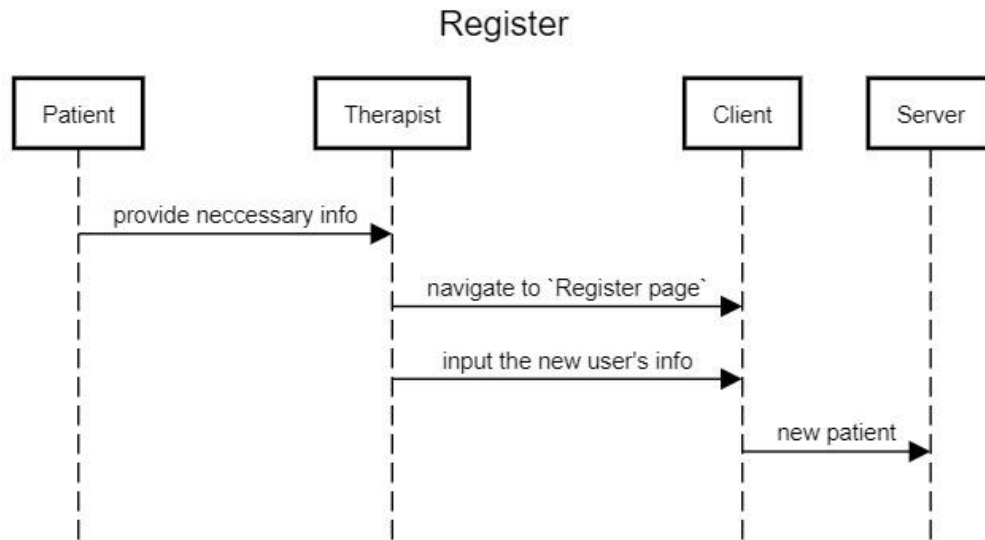 Register
Patient
Therapist
Client
Server
provide neccessary info
navigate to `Register page`
input the new user's info
new patient